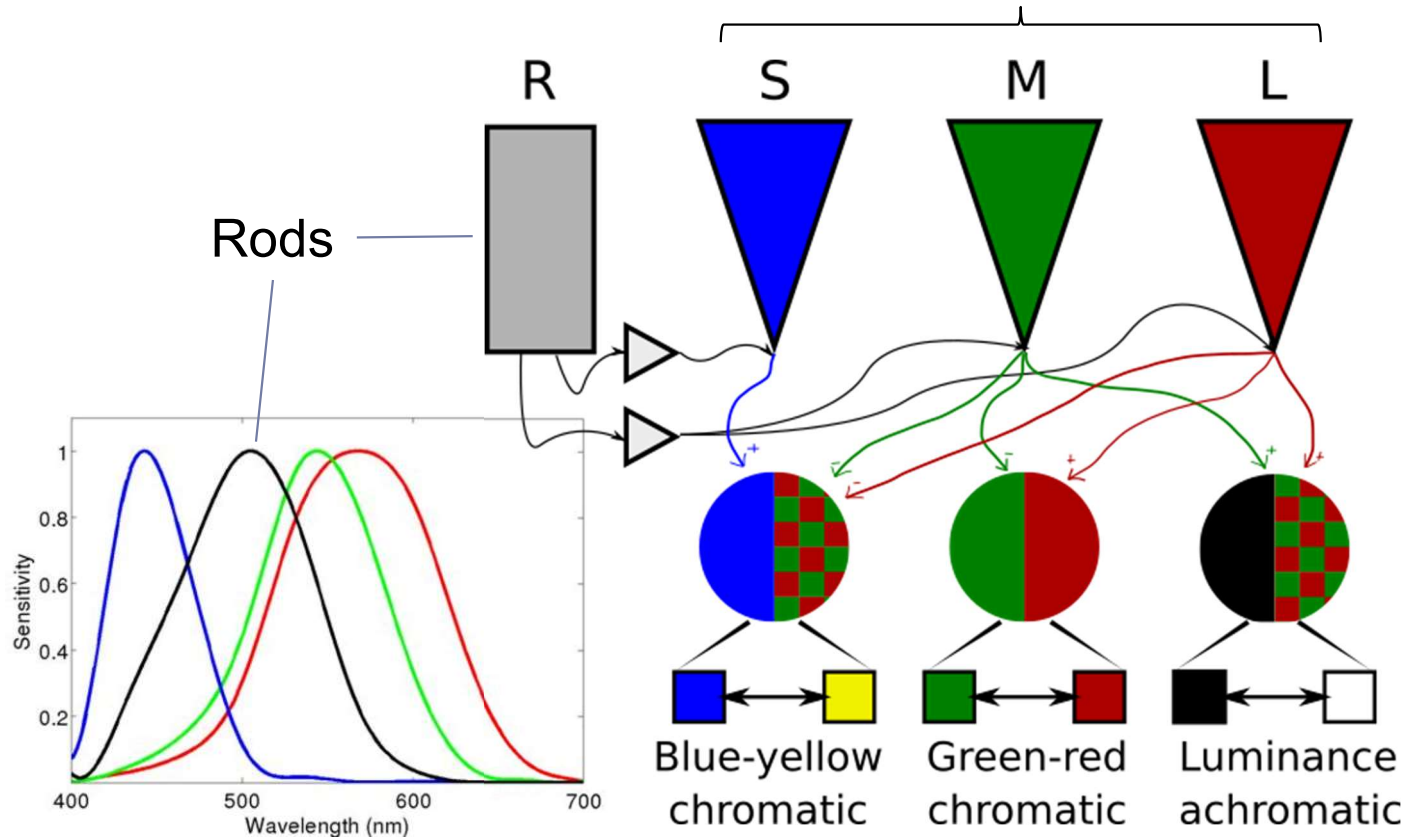 R
S
M
L
Rods
+
-
-
-
+
+
+
1
0.8
0.6
0.4
0.2
400
500
600
700
Sensitivity
Wavelength (nm)
Blue-yellow
chromatic
Green-red
chromatic
Luminance
achromatic